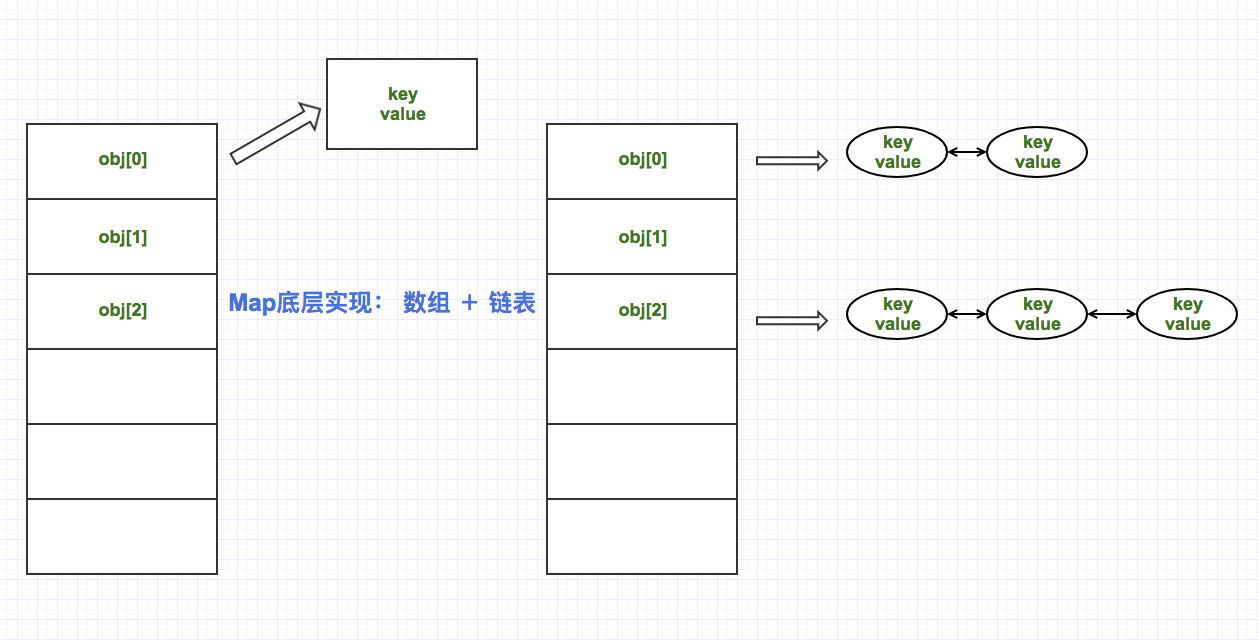 key
value
obj[0]
obj[1]
obj[2]
Map底层实现： 数组 ＋ 链表
obj[0]
obj[1]
obj[2]
key
value
key
value
key
value
key
value
key
value